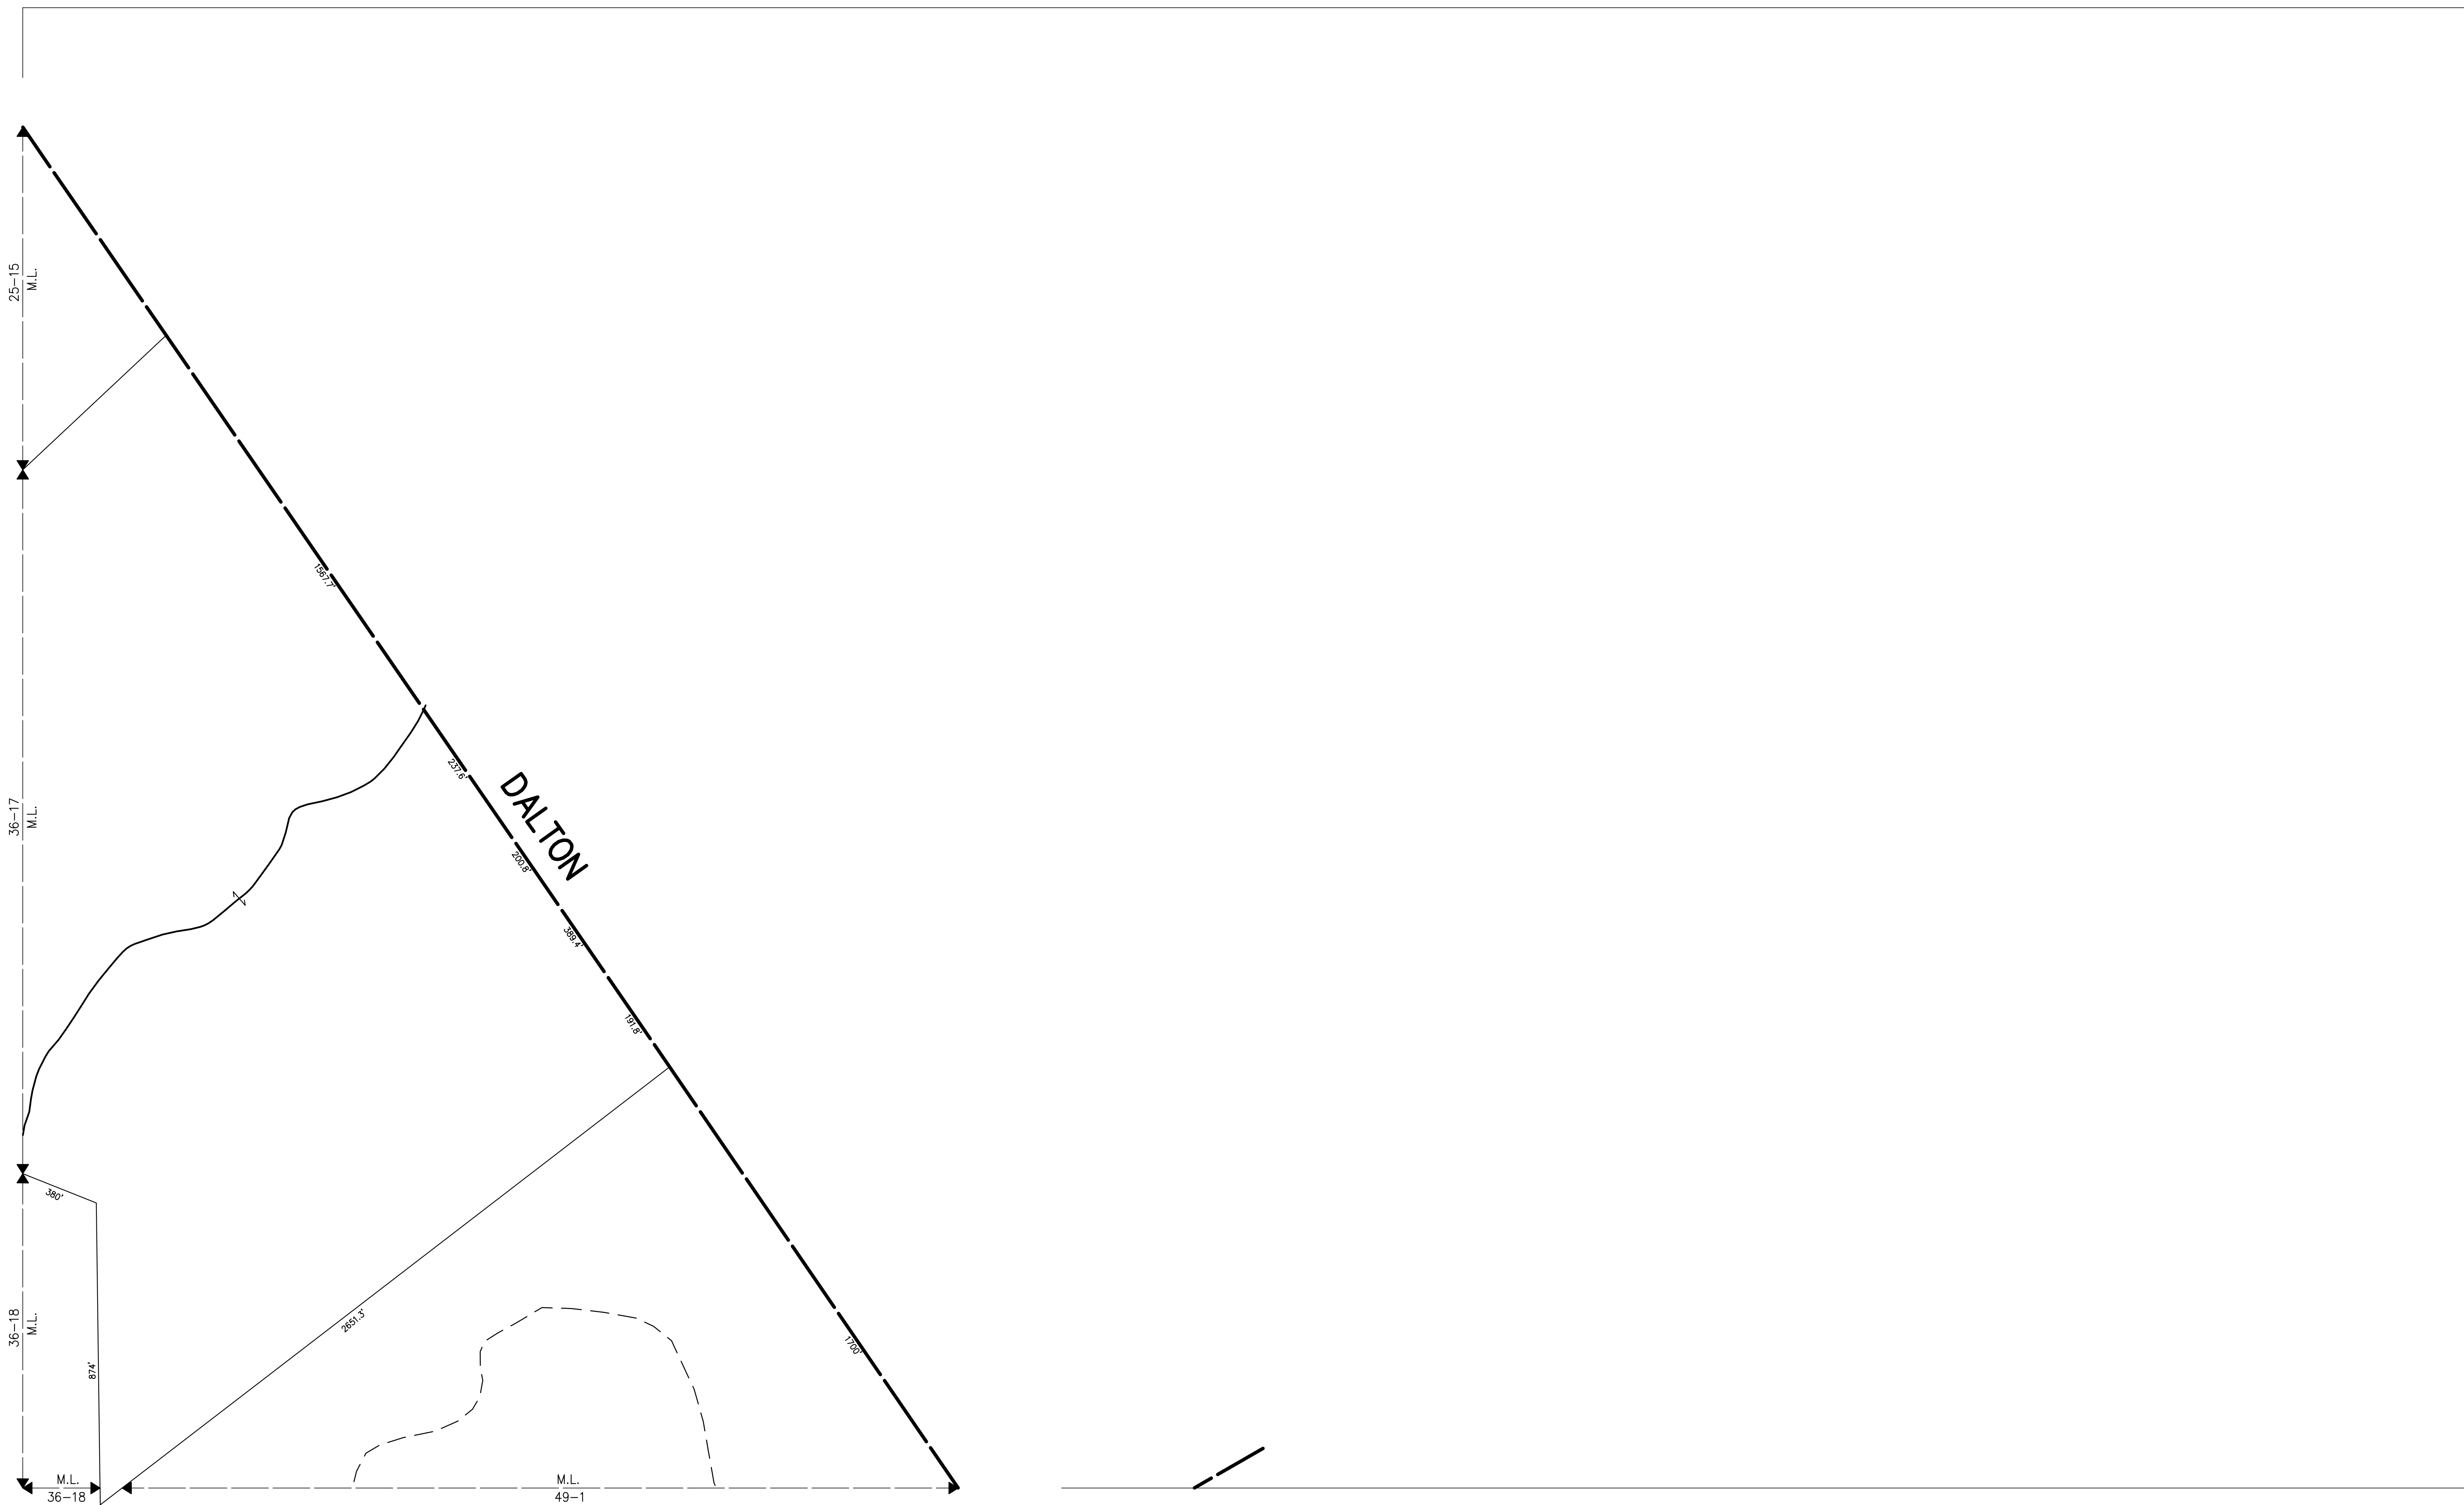 25-15
M.L.
1567.7'
237.6'
DALTON
36-17
M.L.
200.8'
389.4'
191.8'
380'
36-18
M.L.
2651.3'
1700'
874'
M.L.
36-18
M.L.
49-1